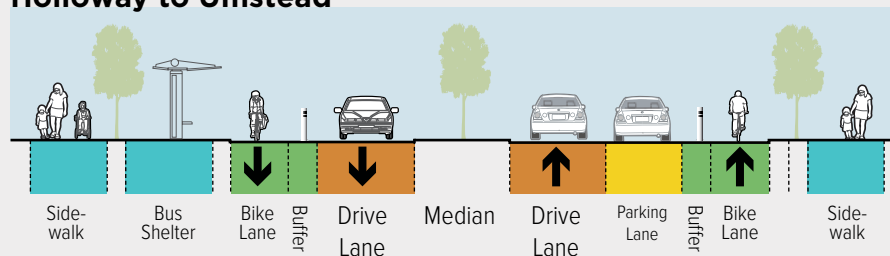 Holloway to Umstead
Side-
walk
Bus
Shelter
Bike
Lane
Buffer
Drive
Lane
Median
Drive
Lane
Parking
Lane
Buffer
Bike
Lane
Side-
walk